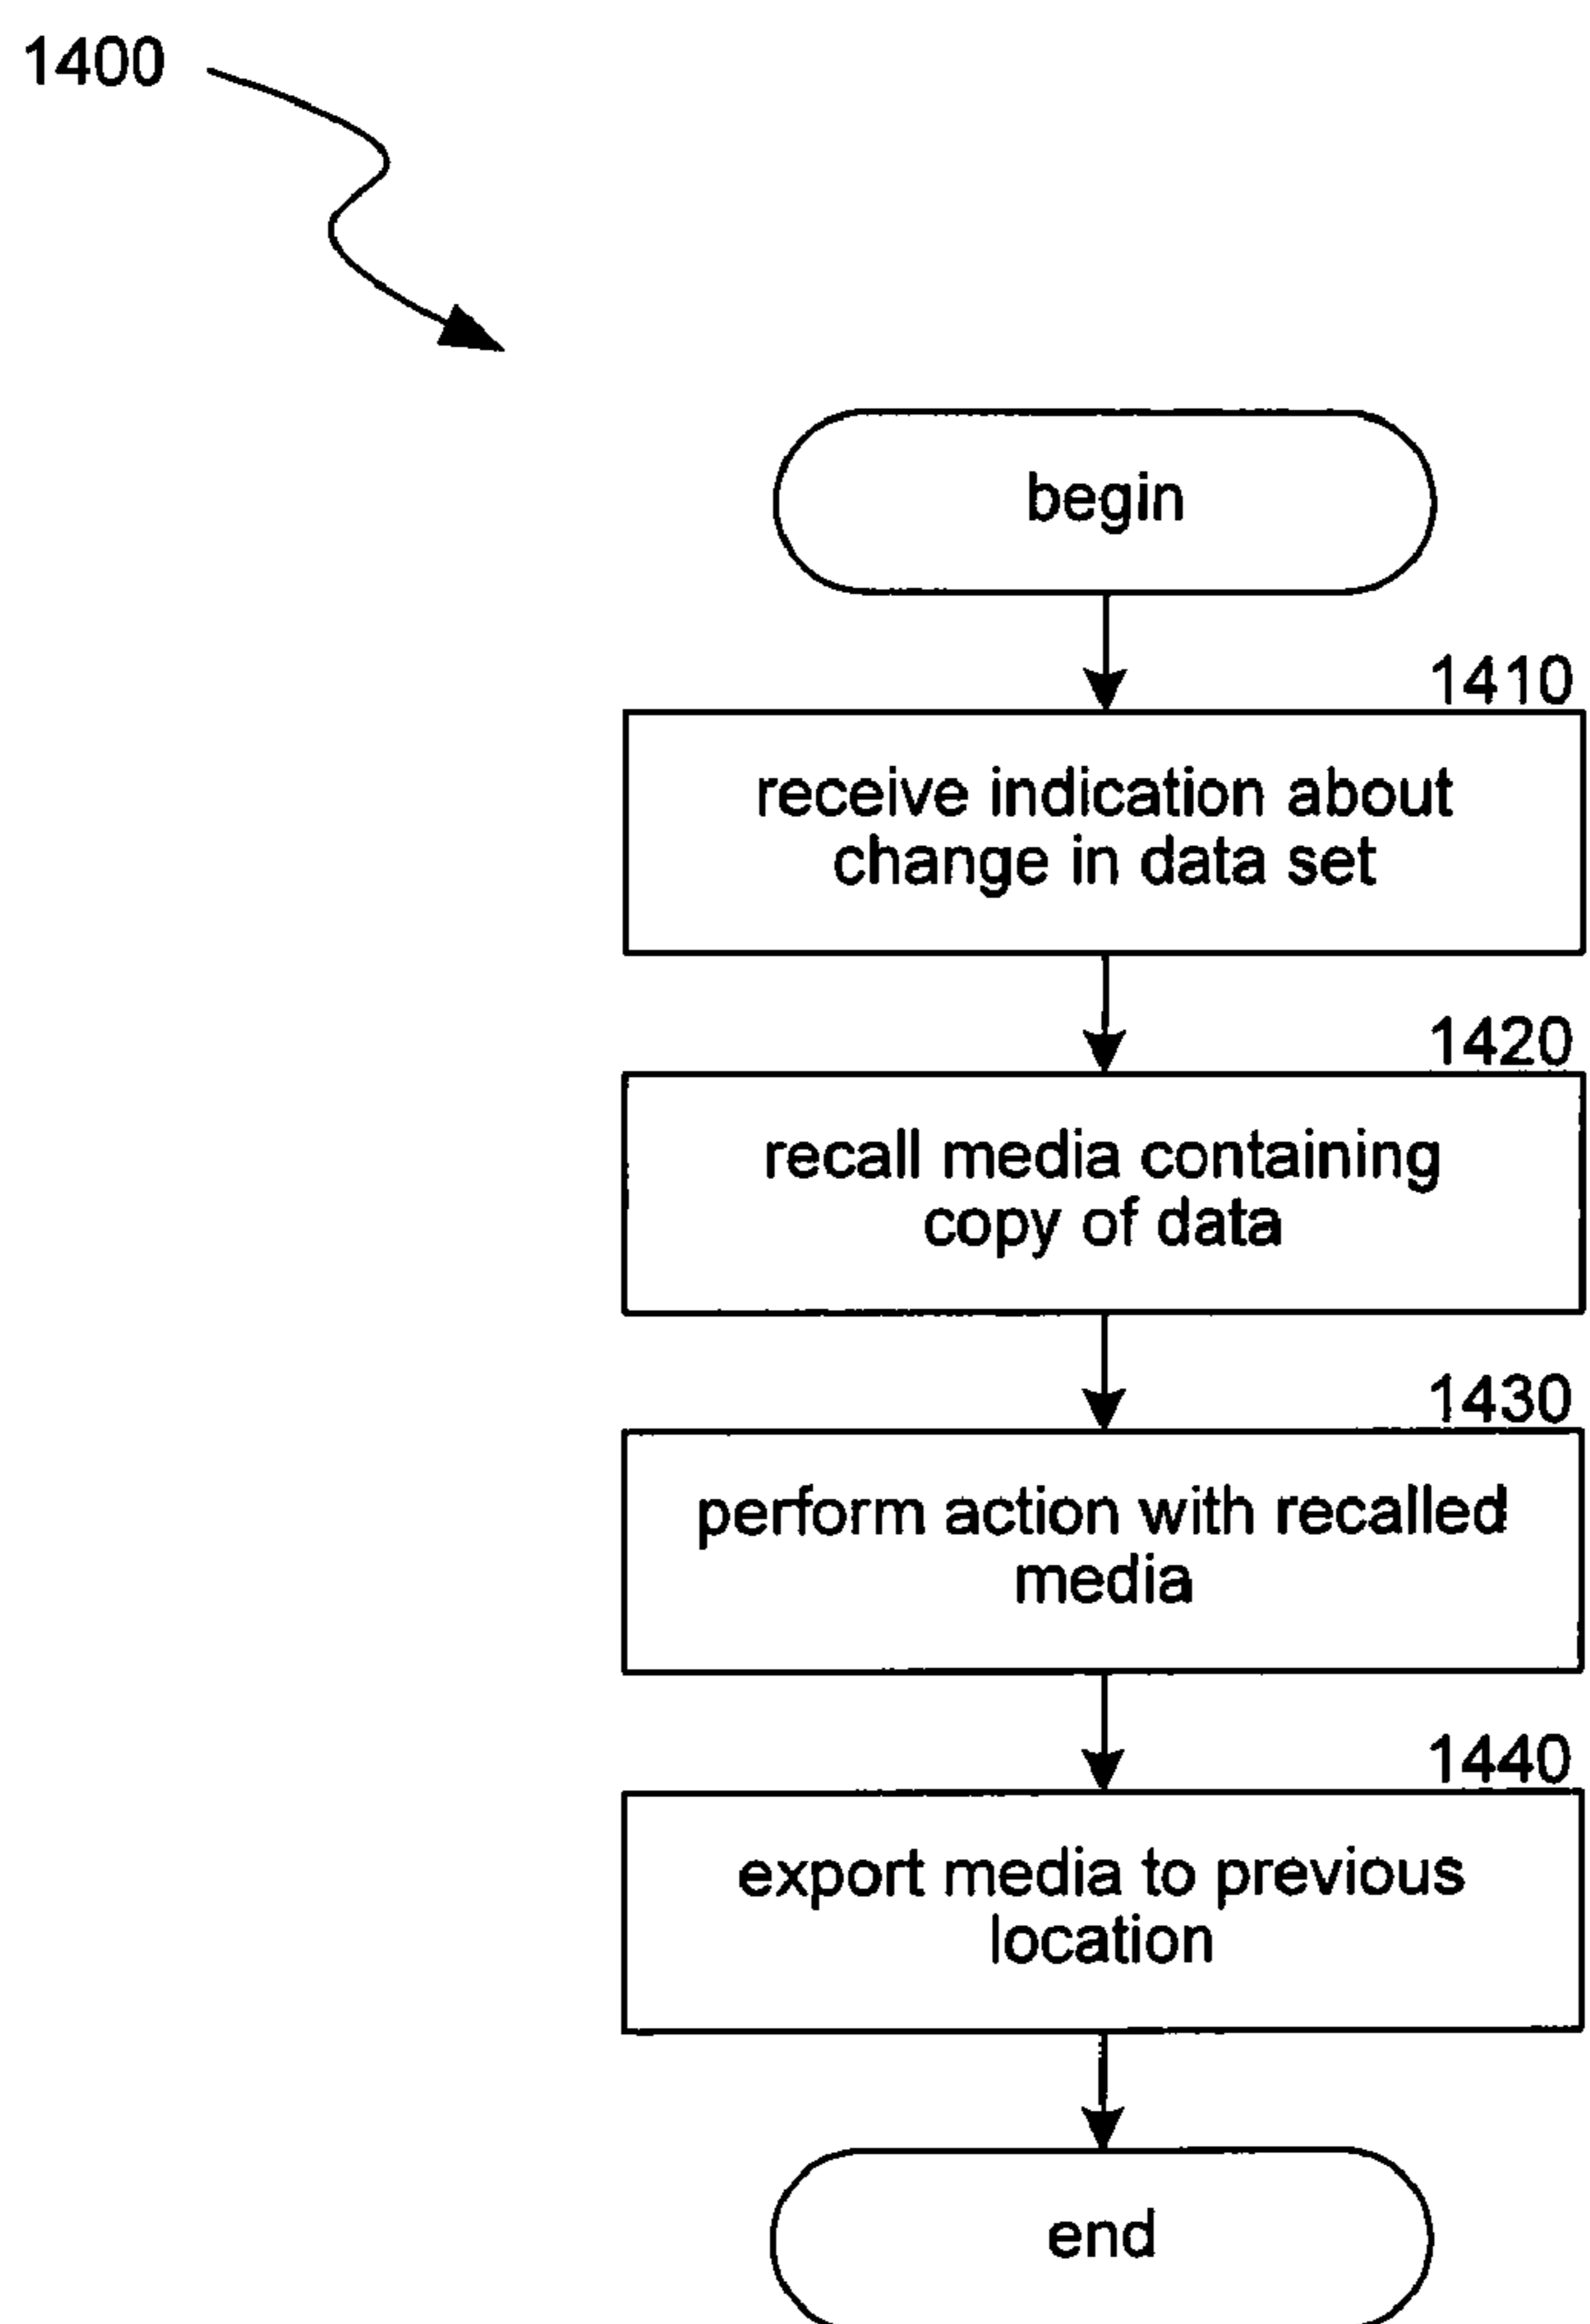 1400
begin
1410
receive indication about
change in data set
1420
recall media containing
copy of data
1430
perform action with recalled
media
1440
export media to previous
location
end